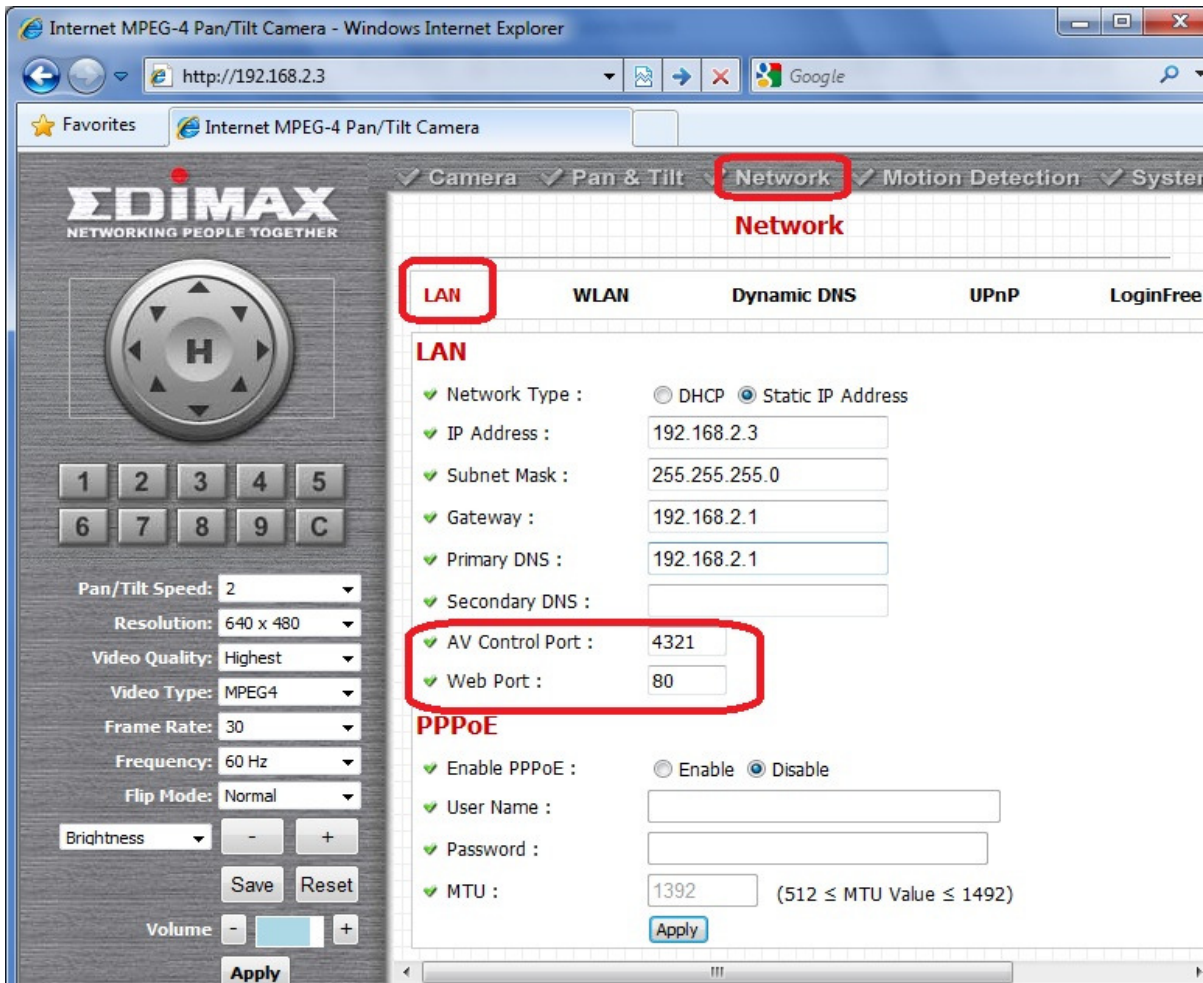 Internet MPEG-4 Pan/Tilt Camera - Windows Internet Explorer
http://192.168.2.3
Google
Favorites
Internet MPEG-4 Pan/Tilt Camera
EDIMAX
NETWORKING PEOPLE TOGETHER
Camera Pan & Tilt Network Motion Detection System
Network
LAN WLAN Dynamic DNS UPnP LoginFree
H
1 2 3 4 5
6 7 8 9 C
Pan/Tilt Speed: 2
Resolution: 640 x 480
Video Quality: Highest
Video Type: MPEG4
Frame Rate: 30
Frequency: 60 Hz
Flip Mode: Normal
Brightness - +
Save Reset
Volume - +
Apply
LAN
Network Type : DHCP Static IP Address
IP Address : 192.168.2.3
Subnet Mask : 255.255.255.0
Gateway : 192.168.2.1
Primary DNS : 192.168.2.1
Secondary DNS :
AV Control Port : 4321
Web Port : 80
PPPoE
Enable PPPoE : Enable Disable
User Name :
Password :
MTU : 1392 (512 ≤ MTU Value ≤ 1492)
Apply